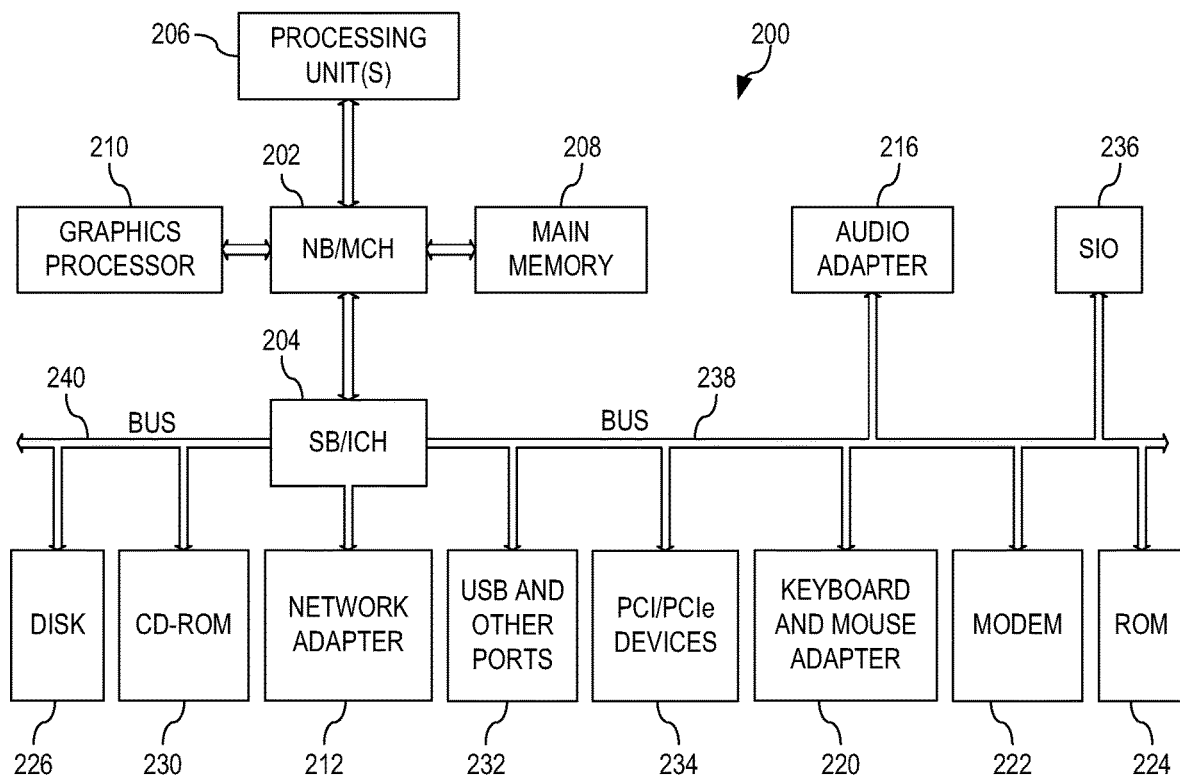 206
PROCESSING
UNIT(S)
200
210
202
208
216
236
GRAPHICS
PROCESSOR
NB/MCH
MAIN
MEMORY
AUDIO
ADAPTER
SIO
204
240
238
BUS
SB/ICH
BUS
DISK
CD-ROM
NETWORK
ADAPTER
USB AND
OTHER
PORTS
PCI/PCIe
DEVICES
KEYBOARD
AND MOUSE
ADAPTER
MODEM
ROM
226
230
212
232
234
220
222
224